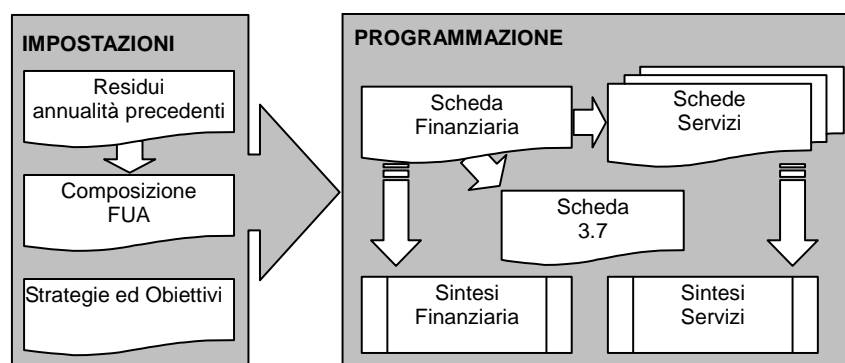 IMPOSTAZIONI
Residui
annualità precedenti
Composizione
FUA
Strategie ed Obiettivi
PROGRAMMAZIONE
Scheda
Finanziaria
Schede
Servizi
Scheda
3.7
Sintesi
Finanziaria
Sintesi
Servizi